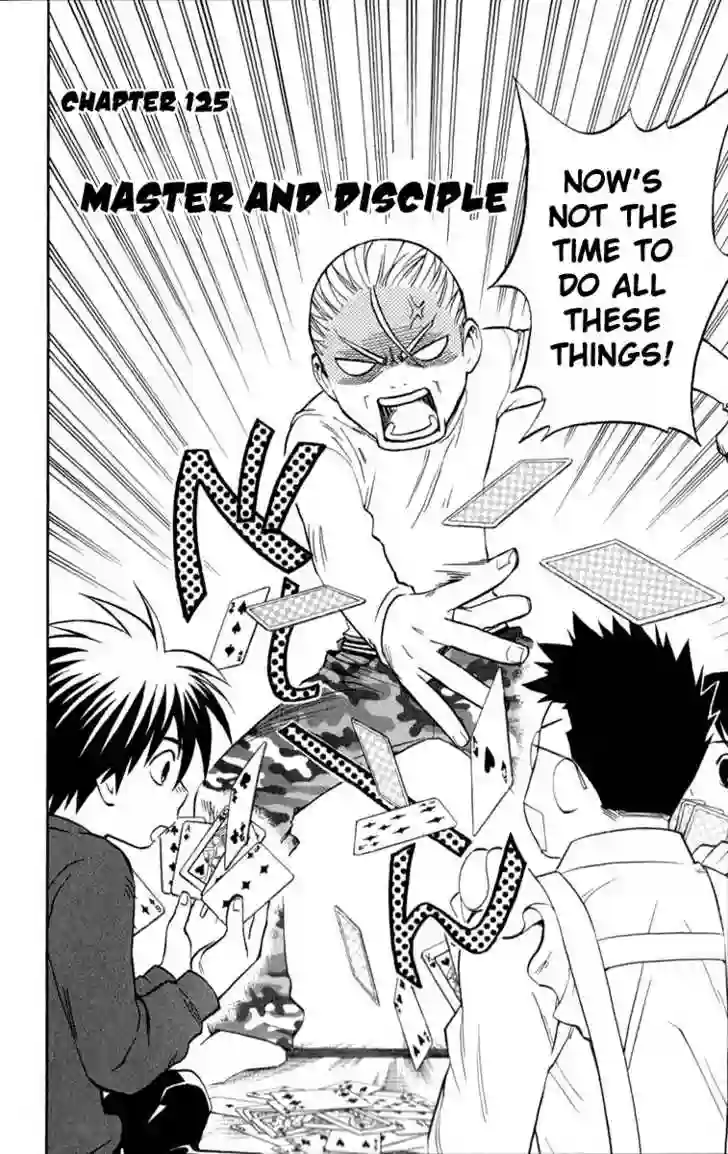 CHAPTER 125
MASTER AND DISCIPLE
NOW'S
NOT THE
TIME TO
DO ALL
THESE
THINGS!